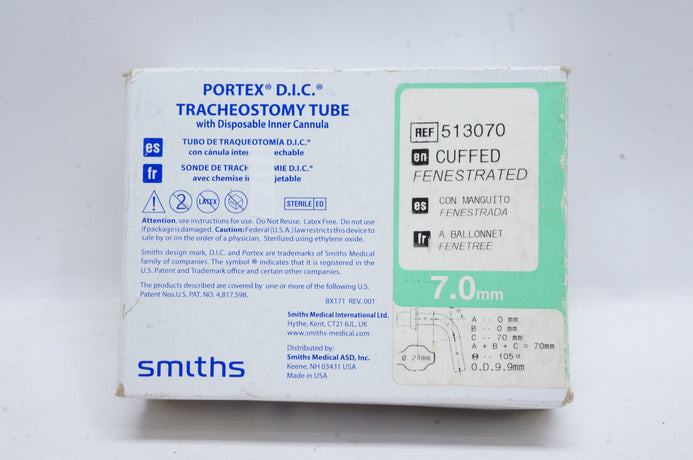 PORTEX® D.I.C.®
TRACHEOSTOMY TUBE
with Disposable Inner Cannula
es TUBO DE TRAQUEOTOMÍA D.I.C.®
con cánula inter
fr SONDE DE D.I.C.®
avec chemise in
2 LATEX STERILE EO
Attention, see instructions for use. Do Not Reuse. Latex Free. Do not use
if package is damaged. Caution: Federal (U.S.A.) law restricts this device to
sale by or on the order of a physician. Sterilized using ethylene oxide.
Smiths design mark, D.I.C. and Portex are trademarks of Smiths Medical
family of companies. The symbol ® indicates that it is registered in the
U.S. Patent and Trademark office and certain other companies.
The products described are covered by one or more of the following U.S.
Patent Nos.U.S. PAT. NO. 4,817,598.
BX171 REV. 001
Smiths Medical International Ltd.
Hythe, Kent, CT21 6JL, UK
www.smiths-medical.com
Distributed by:
Smiths Medical ASD, Inc.
Keene, NH 03431 USA
Made in USA
smiths
REF 513070
en CUFFED
FENESTRATED
es CON MANGUITO
FENESTRADA
fr A BALLONNET
FENETREE
7.0mm
A -- 0 mm
B -- 0 mm
C -- 70 mm
A + B + C = 70mm
θ -- 105°
O.D. 9.9mm
Ø 24mm